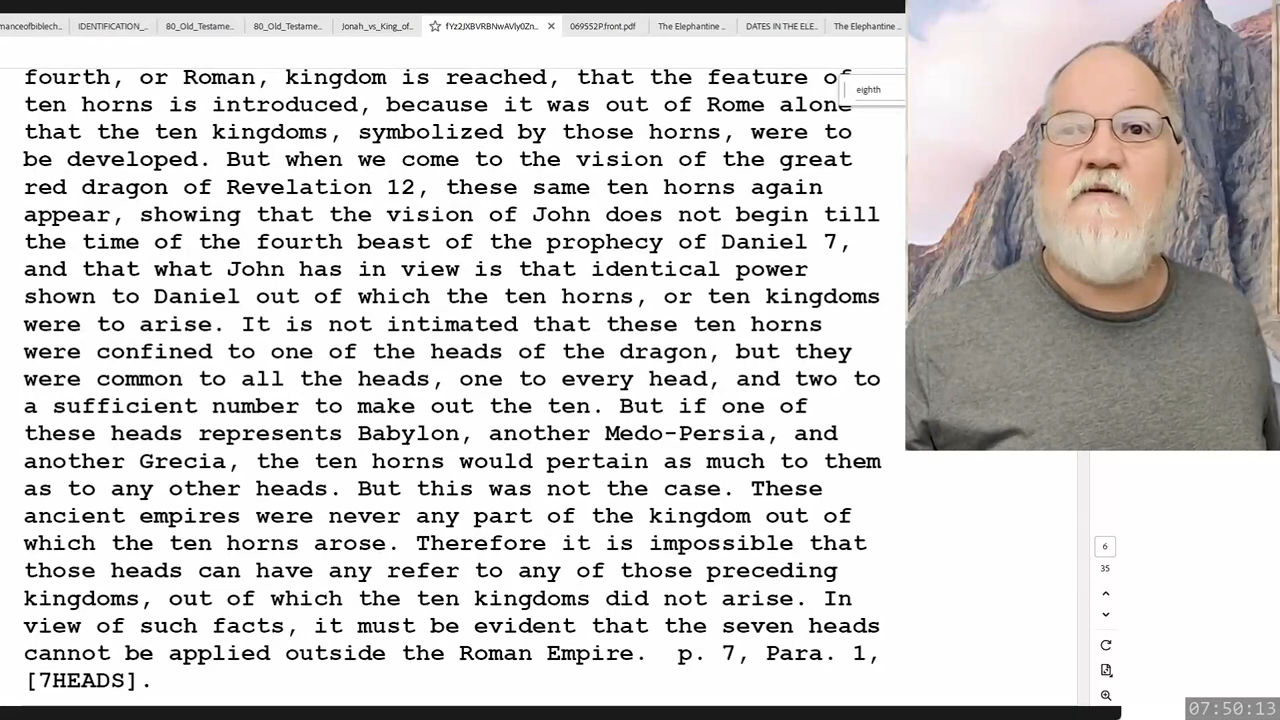 manceofbiblech...
IDENTIFICATION_...
80_Old_Testame...
80_Old_Testame...
Jonah_vs_King_of...
fYz2JXBVRBNwAVly0Zn...
069552P.front.pdf
The Elephantine ...
DATES IN THE ELE...
The Elephantine ...
eighth
fourth, or Roman, kingdom is reached, that the feature of
ten horns is introduced, because it was out of Rome alone
that the ten kingdoms, symbolized by those horns, were to
be developed. But when we come to the vision of the great
red dragon of Revelation 12, these same ten horns again
appear, showing that the vision of John does not begin till
the time of the fourth beast of the prophecy of Daniel 7,
and that what John has in view is that identical power
shown to Daniel out of which the ten horns, or ten kingdoms
were to arise. It is not intimated that these ten horns
were confined to one of the heads of the dragon, but they
were common to all the heads, one to every head, and two to
a sufficient number to make out the ten. But if one of
these heads represents Babylon, another Medo-Persia, and
another Grecia, the ten horns would pertain as much to them
as to any other heads. But this was not the case. These
ancient empires were never any part of the kingdom out of
which the ten horns arose. Therefore it is impossible that
those heads can have any refer to any of those preceding
kingdoms, out of which the ten kingdoms did not arise. In
view of such facts, it must be evident that the seven heads
cannot be applied outside the Roman Empire.  p. 7, Para. 1,
[7HEADS].
6
35
07:50:13